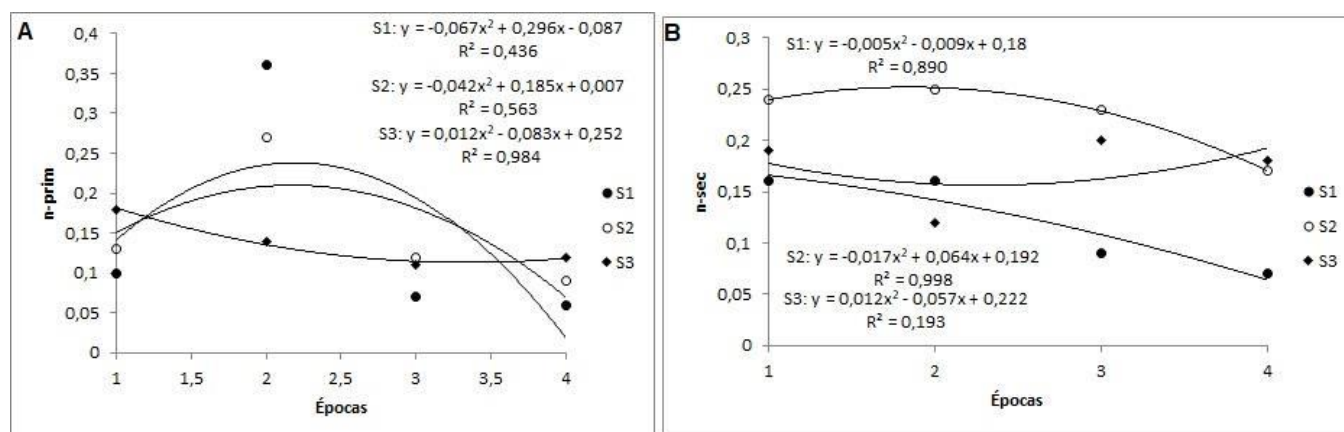 A
n-prim
0,4
0,35
0,3
0,25
0,2
0,15
0,1
0,05
0
S1: y = -0,067x² + 0,296x - 0,087
R² = 0,436
S2: y = -0,042x² + 0,185x + 0,007
R² = 0,563
S3: y = 0,012x² - 0,083x + 0,252
R² = 0,984
S1
S2
S3
1 1,5 2 2,5 3 3,5 4
Épocas
B
n-sec
0,3
0,25
0,2
0,15
0,1
0,05
0
S1: y = -0,005x² - 0,009x + 0,18
R² = 0,890
S2: y = -0,017x² + 0,064x + 0,192
R² = 0,998
S3: y = 0,012x² - 0,057x + 0,222
R² = 0,193
S1
S2
S3
1 2 3 4
Épocas